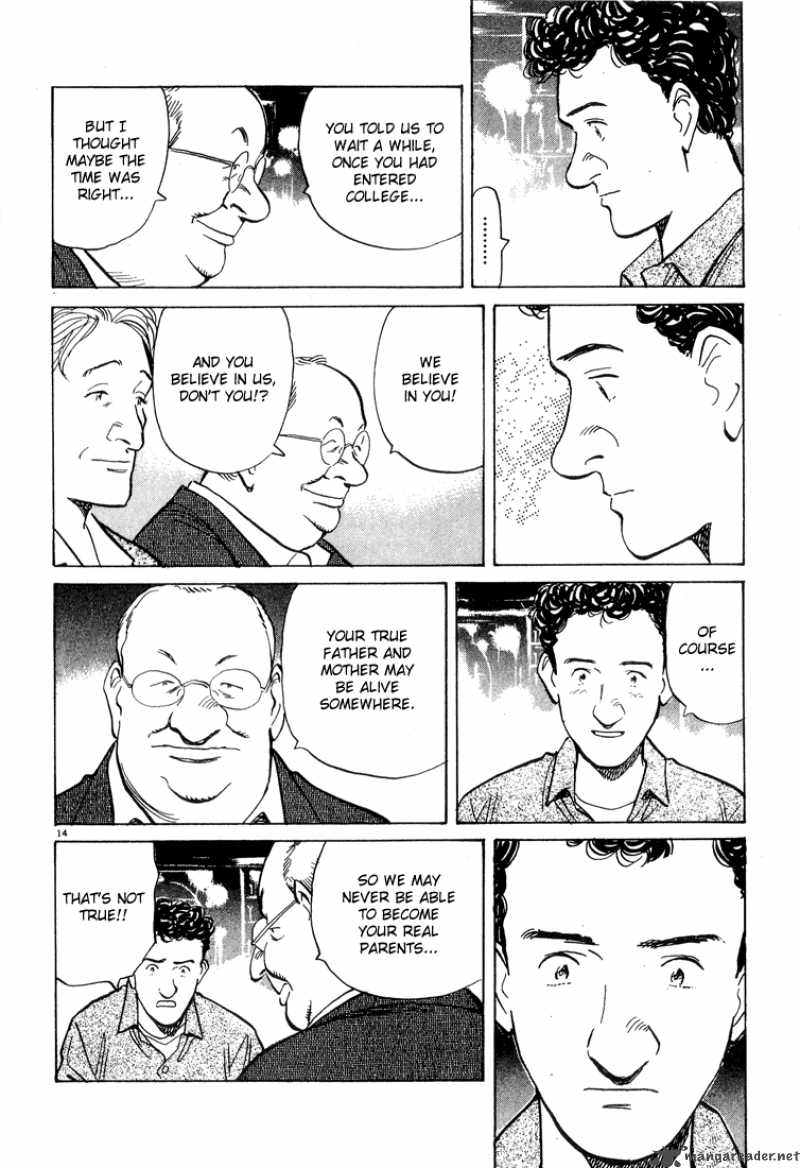 .........
YOU TOLD US TO
WAIT A WHILE,
ONCE YOU HAD
ENTERED
COLLEGE...
BUT I
THOUGHT
MAYBE THE
TIME WAS
RIGHT...
WE
BELIEVE
IN YOU!
AND YOU
BELIEVE IN US,
DON'T YOU!?
OF
COURSE
...
YOUR TRUE
FATHER AND
MOTHER MAY
BE ALIVE
SOMEWHERE.
14
SO WE MAY
NEVER BE ABLE
TO BECOME
YOUR REAL
PARENTS...
THAT'S NOT
TRUE!!
mangareader.net